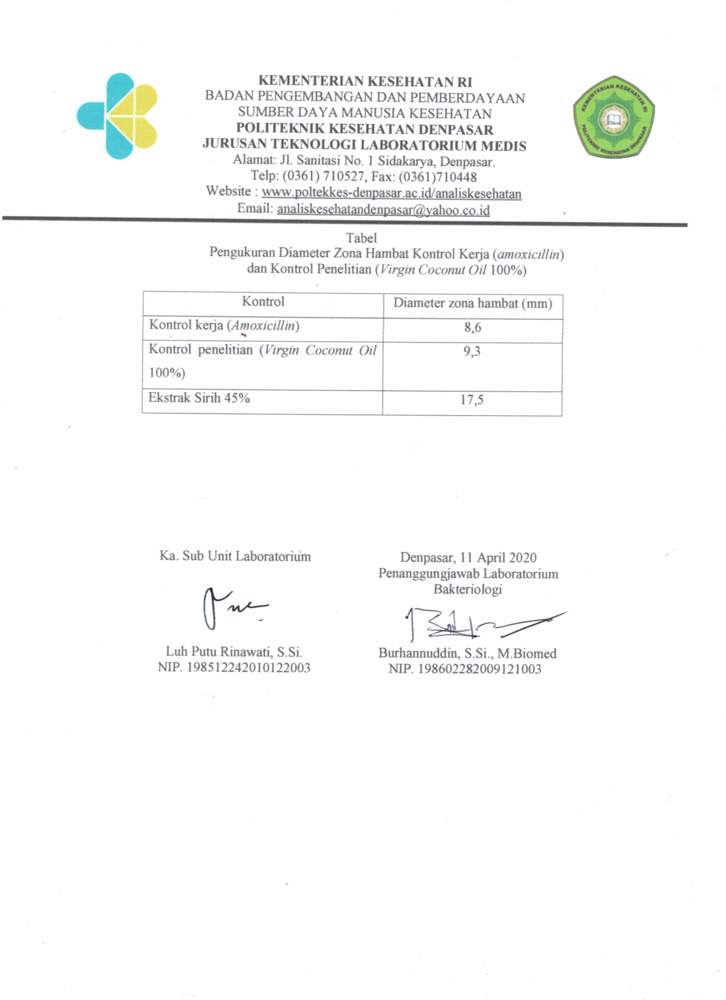 KEMENTERIAN KESEHATAN RI
BADAN PENGEMBANGAN DAN PEMBERDAYAAN
SUMBER DAYA MANUSIA KESEHATAN
POLITEKNIK KESEHATAN DENPASAR
JURUSAN TEKNOLOGI LABORATORIUM MEDIS
Alamat: Jl. Sanitasi No. 1 Sidakarya, Denpasar.
Telp: (0361) 710527, Fax: (0361)710448
Website : www.poltekkes-denpasar.ac.id/analiskesehatan
Email: analiskesehatandenpasar@yahoo.co.id
KEMENTERIAN KESEHATAN RI
POLITEKNIK KESEHATAN DENPASAR
Tabel
Pengukuran Diameter Zona Hambat Kontrol Kerja (amoxicillin)
dan Kontrol Penelitian (Virgin Coconut Oil 100%)
Kontrol Diameter zona hambat (mm)
Kontrol kerja (Amoxicillin) 8,6
Kontrol penelitian (Virgin Coconut Oil 9,3
100%)
Ekstrak Sirih 45% 17,5
Ka. Sub Unit Laboratorium
Denpasar, 11 April 2020
Penanggungjawab Laboratorium
Bakteriologi
Luh Putu Rinawati, S.Si.
NIP. 198512242010122003
Burhannuddin, S.Si., M.Biomed
NIP. 198602282009121003